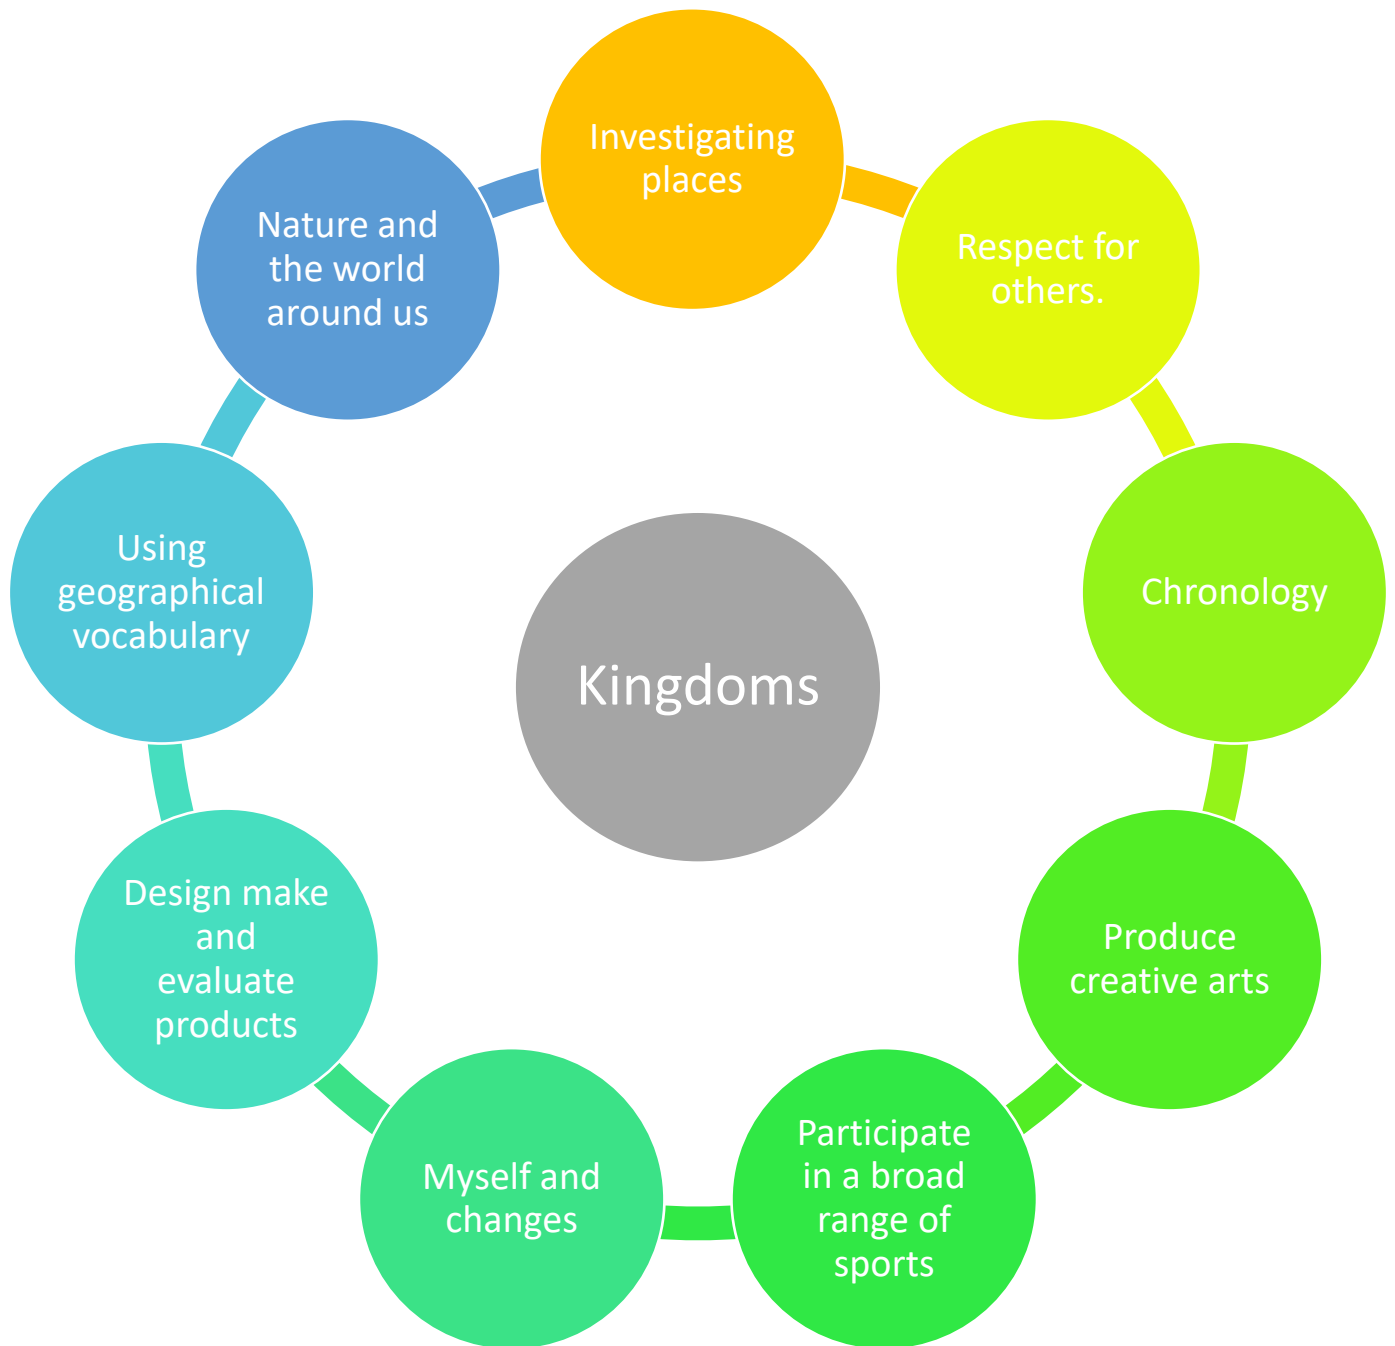 Investigating
places
Respect for
others.
Chronology
Produce
creative arts
Participate
in a broad
range of
sports
Myself and
changes
Design make
and
evaluate
products
Using
geographical
vocabulary
Nature and
the world
around us
Kingdoms